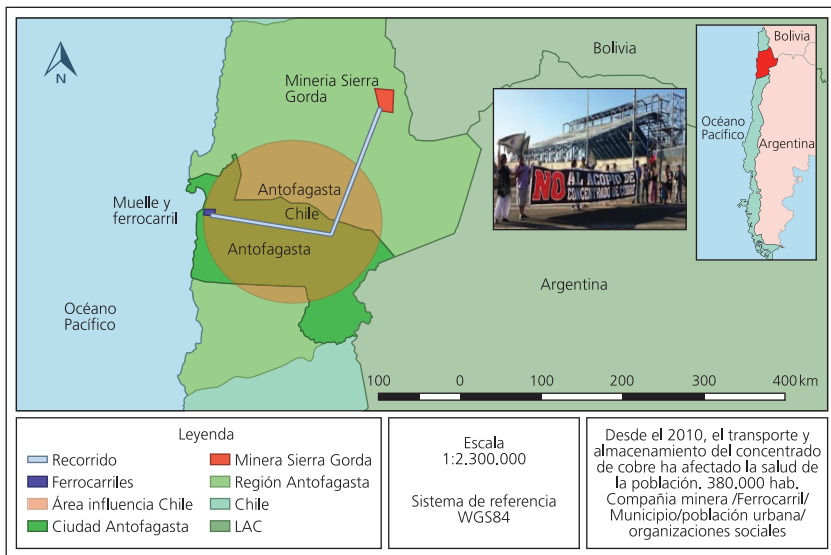 N
Bolivia
Mineria Sierra
Gorda
Océano
Pacífico
Bolivia
Argentina
NO AL ACOPIO DE
CONCENTRADO DE COBRE
Antofagasta
Chile
Muelle y
ferrocarril
Antofagasta
Argentina
Océano
Pacífico
100 0 100 200 300 400 km
Leyenda
Recorrido
Ferrocarriles
Área influencia Chile
Ciudad Antofagasta
Minera Sierra Gorda
Región Antofagasta
Chile
LAC
Escala
1:2.300.000
Sistema de referencia
WGS84
Desde el 2010, el transporte y
almacenamiento del concentrado
de cobre ha afectado la salud de
la población. 380.000 hab.
Compañia minera /Ferrocarril/
Municipio/población urbana/
organizaciones sociales